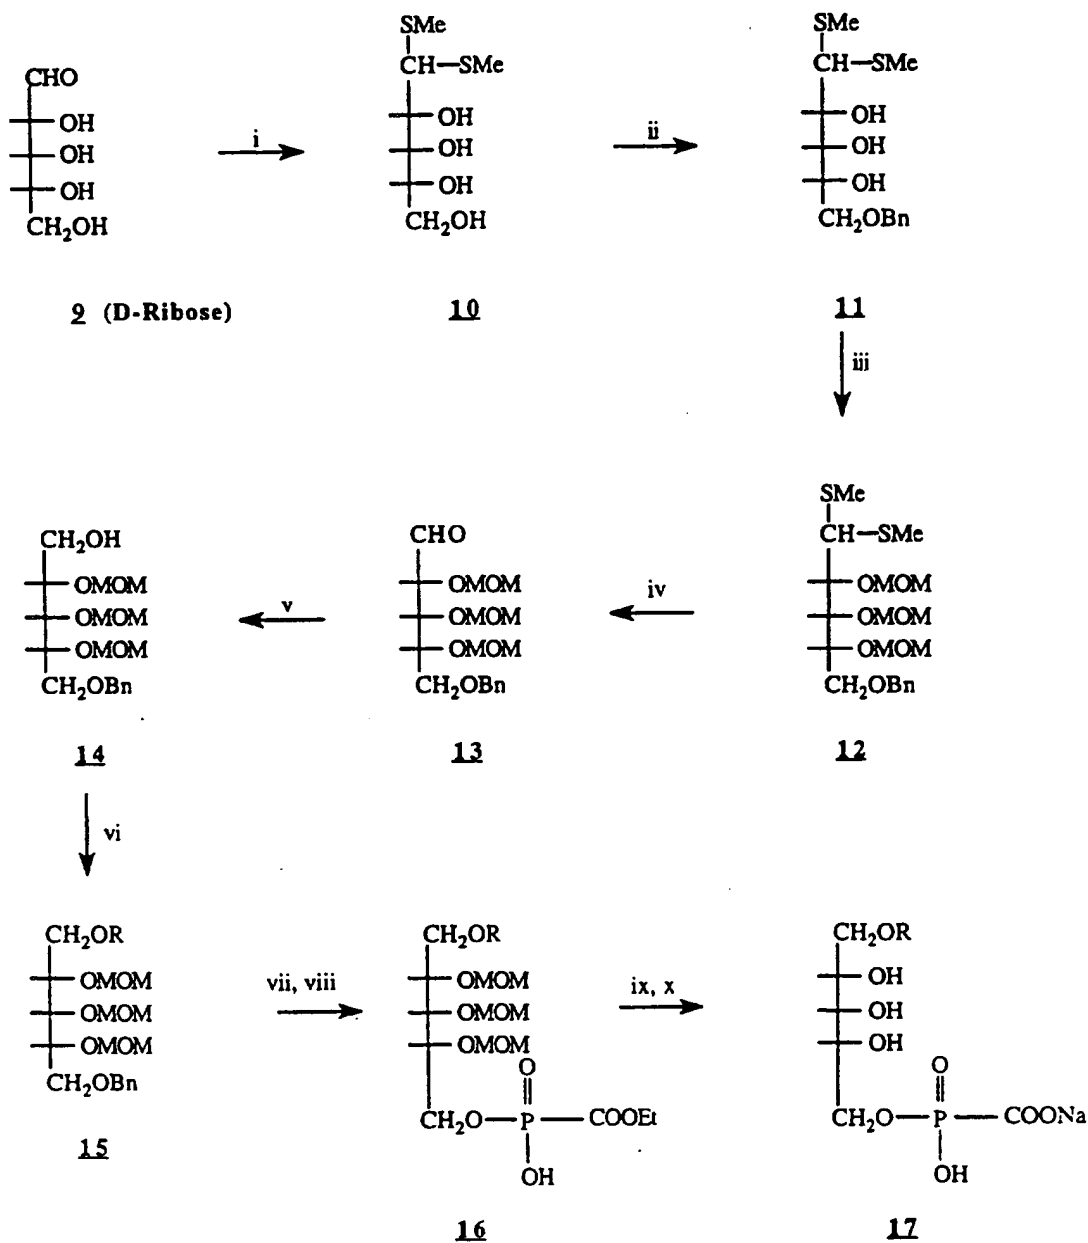 SMe
CH—SMe
OH
OH
OH
CH₂OH
CHO
OH
OH
OH
CH₂OH
i
ii
SMe
CH—SMe
OH
OH
OH
CH₂OBn
9 (D-Ribose)
10
11
iii
CH₂OH
OMOM
OMOM
OMOM
CH₂OBn
v
CHO
OMOM
OMOM
OMOM
CH₂OBn
iv
SMe
CH—SMe
OMOM
OMOM
OMOM
CH₂OBn
14
13
12
vi
CH₂OR
OMOM
OMOM
OMOM
CH₂OBn
15
vii, viii
CH₂OR
OMOM
OMOM
OMOM
O
CH₂O—P—COOEt
OH
16
ix, x
CH₂OR
OH
OH
OH
O
CH₂O—P—COONa
OH
17